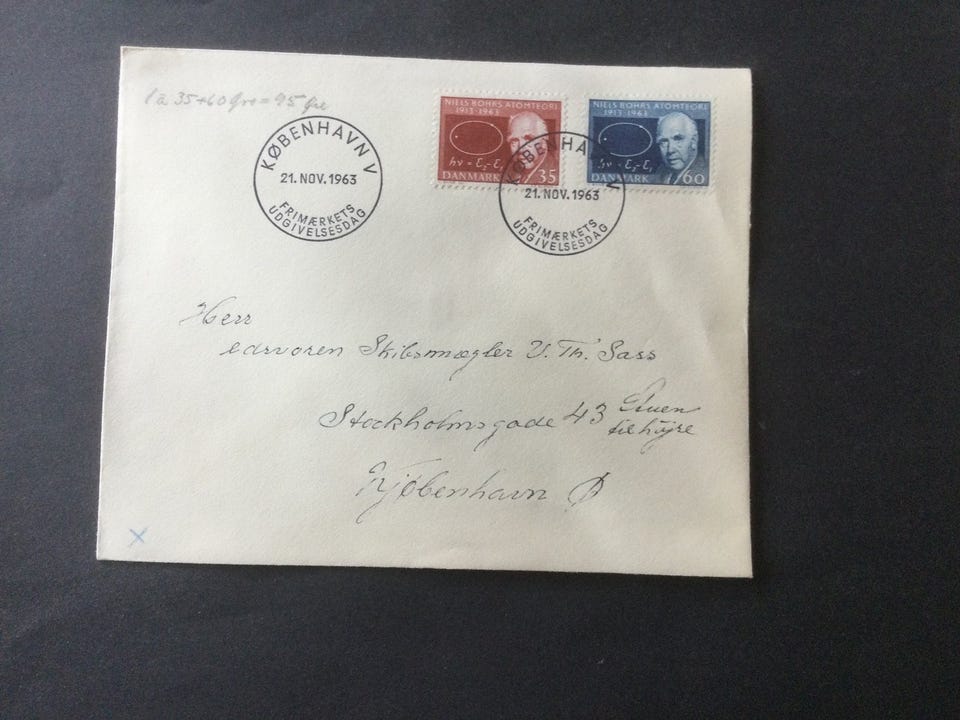 1 à 35+60 Øre = 95 Øre
KØBENHAVN V
21. NOV. 1963
FRIMÆRKETS
UDGIVELSESDAG
NIELS BOHRS ATOMTEORI
1913-1963
hν = E₂-E₁
DANMARK 35
NIELS BOHRS ATOMTEORI
1913-1963
hν = E₂-E₁
DANMARK 60
KØBENHAVN V
21. NOV. 1963
FRIMÆRKETS
UDGIVELSESDAG
Herr
edsvoren Skibsmægler V. Th. Sass
Stockholmsgade 43 Stuen
til højre
Kjøbenhavn Ø
X